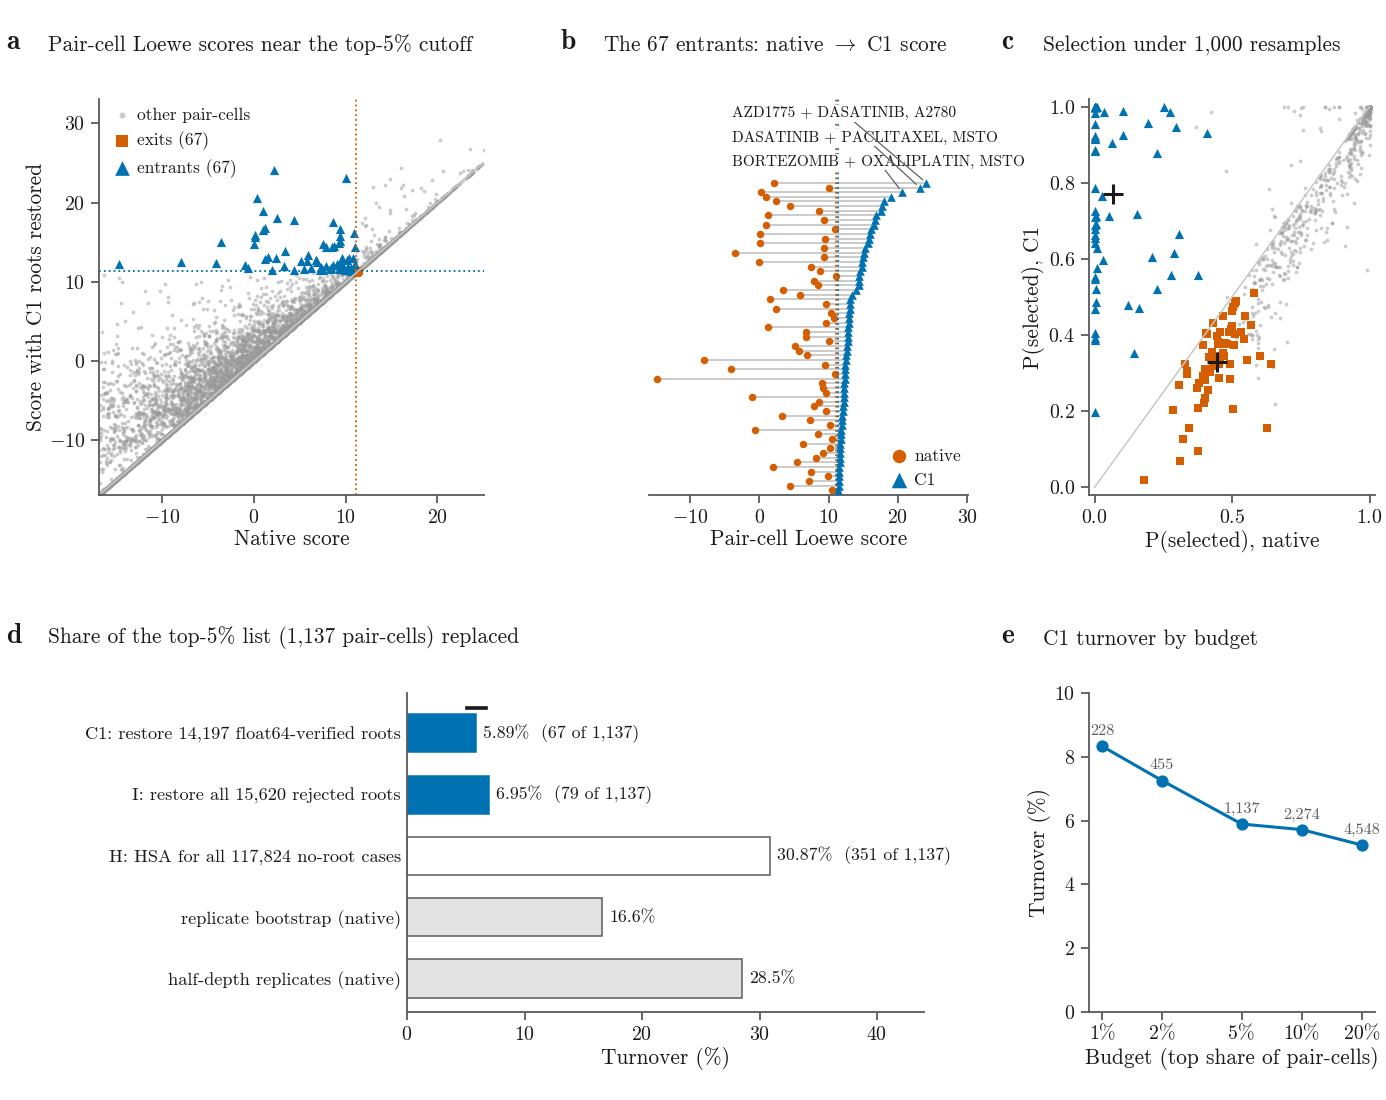 a Pair-cell Loewe scores near the top-5% cutoff
other pair-cells
exits (67)
entrants (67)
30
20
10
0
−10
Score with C1 roots restored
−10 0 10 20
Native score
b The 67 entrants: native → C1 score
AZD1775 + DASATINIB, A2780
DASATINIB + PACLITAXEL, MSTO
BORTEZOMIB + OXALIPLATIN, MSTO
native
C1
−10 0 10 20 30
Pair-cell Loewe score
c Selection under 1,000 resamples
1.0
0.8
0.6
0.4
0.2
0.0
P(selected), C1
0.0 0.5 1.0
P(selected), native
d Share of the top-5% list (1,137 pair-cells) replaced
C1: restore 14,197 float64-verified roots 5.89% (67 of 1,137)
I: restore all 15,620 rejected roots 6.95% (79 of 1,137)
H: HSA for all 117,824 no-root cases 30.87% (351 of 1,137)
replicate bootstrap (native) 16.6%
half-depth replicates (native) 28.5%
0 10 20 30 40
Turnover (%)
e C1 turnover by budget
10
8
6
4
2
0
Turnover (%)
228
455
1,137
2,274
4,548
1% 2% 5% 10% 20%
Budget (top share of pair-cells)